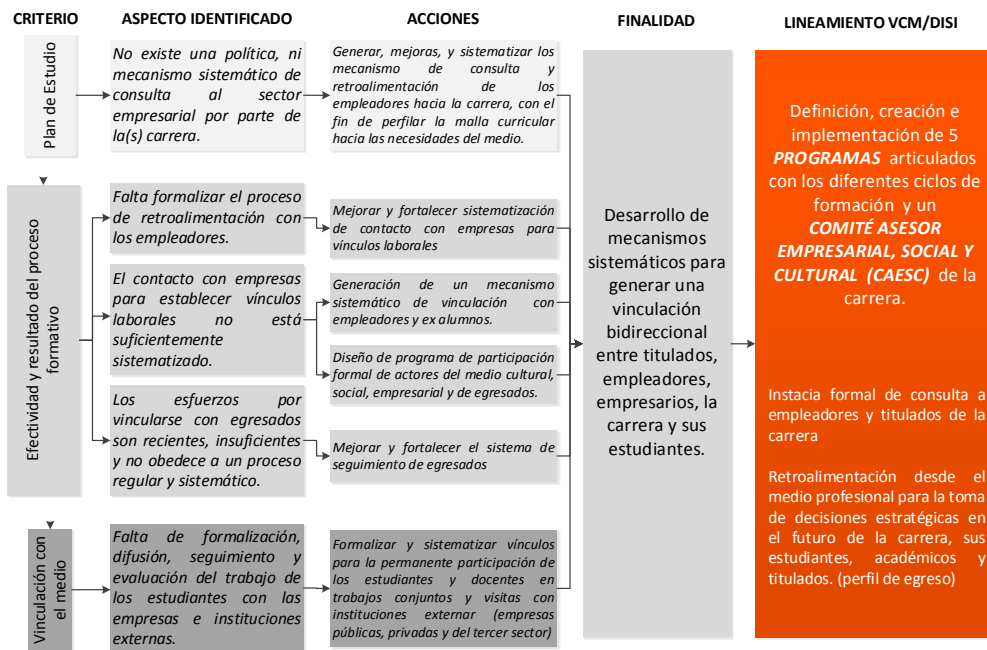 CRITERIO
ASPECTO IDENTIFICADO
ACCIONES
FINALIDAD
LINEAMIENTO VCM/DISI
Plan de Estudio
No existe una política, ni
mecanismo sistemático de
consulta al sector
empresarial por parte de
la(s) carrera.
Generar, mejoras, y sistematizar los
mecanismo de consulta y
retroalimentación de los
empleadores hacia la carrera, con el
fin de perfilar la malla curricular
hacia las necesidades del medio.
Efectividad y resultado del proceso
formativo
Falta formalizar el proceso
de retroalimentación con
los empleadores.
Mejorar y fortalecer sistematización
de contacto con empresas para
vínculos laborales
El contacto con empresas
para establecer vínculos
laborales no está
suficientemente
sistematizado.
Generación de un mecanismo
sistemático de vinculación con
empleadores y ex alumnos.
Diseño de programa de participación
formal de actores del medio cultural,
social, empresarial y de egresados.
Los esfuerzos por
vincularse con egresados
son recientes, insuficientes
y no obedece a un proceso
regular y sistemático.
Mejorar y fortalecer el sistema de
seguimiento de egresados
Vinculación con
el medio
Falta de formalización,
difusión, seguimiento y
evaluación del trabajo de
los estudiantes con las
empresas e instituciones
externas.
Formalizar y sistematizar vínculos
para la permanente participación de
los estudiantes y docentes en
trabajos conjuntos y visitas con
instituciones externar (empresas
públicas, privadas y del tercer sector)
Desarrollo de
mecanismos
sistemáticos para
generar una
vinculación
bidireccional
entre titulados,
empleadores,
empresarios, la
carrera y sus
estudiantes.
Definición, creación e
implementación de 5
PROGRAMAS articulados
con los diferentes ciclos de
formación y un
COMITÉ ASESOR
EMPRESARIAL, SOCIAL Y
CULTURAL (CAESC) de la
carrera.
Instacia formal de consulta a
empleadores y titulados de la
carrera
Retroalimentación desde el
medio profesional para la toma
de decisiones estratégicas en
el futuro de la carrera, sus
estudiantes, académicos y
titulados. (perfil de egreso)